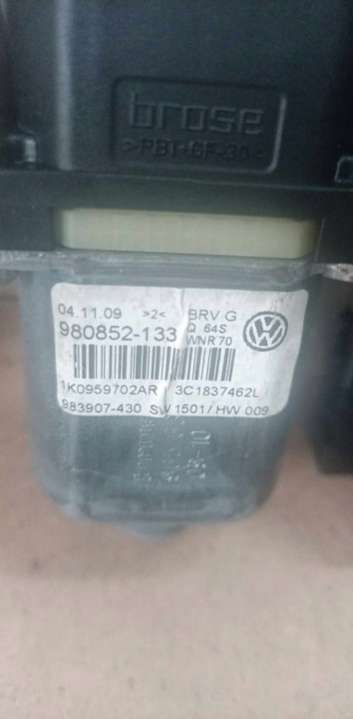 brose
>PBT-GF-30<
04.11.09 >2< BRV G
980852-133 Q 64S
WNR 70
1K0959702AR 3C1837462L
983907-430 SW 1501/ HW 009